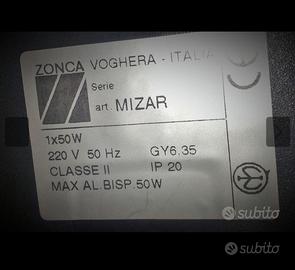 ZONCA VOGHERA - ITALIA
Serie
art. MIZAR
1x50W
220 V 50 Hz GY6.35
CLASSE II IP 20
MAX AL.BISP.50W
subito
subito